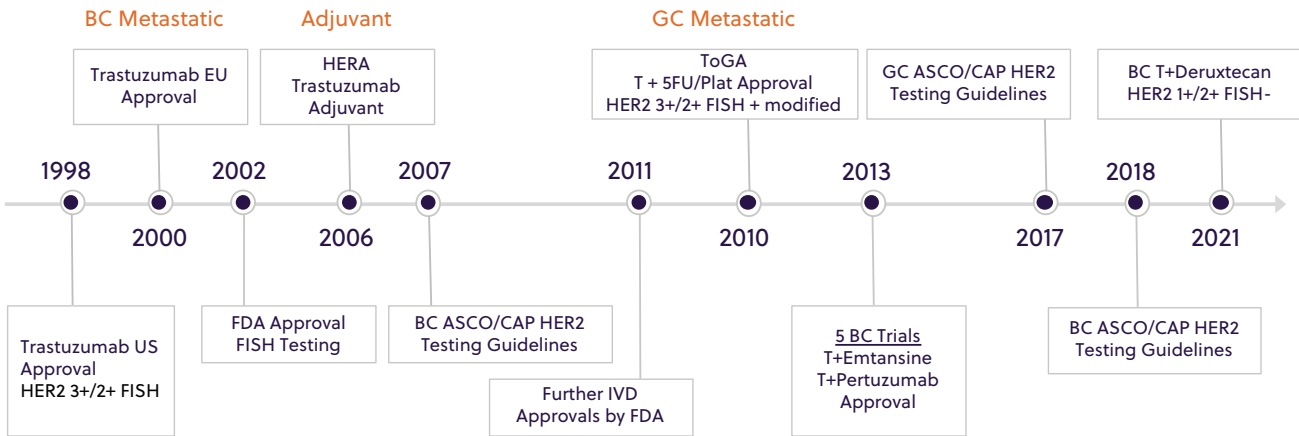 BC Metastatic
Adjuvant
GC Metastatic
Trastuzumab EU
Approval
HERA
Trastuzumab
Adjuvant
ToGA
T + 5FU/Plat Approval
HER2 3+/2+ FISH + modified
GC ASCO/CAP HER2
Testing Guidelines
BC T+Deruxtecan
HER2 1+/2+ FISH-
1998
2002
2007
2011
2013
2018
2000
2006
2010
2017
2021
Trastuzumab US
Approval
HER2 3+/2+ FISH
FDA Approval
FISH Testing
BC ASCO/CAP HER2
Testing Guidelines
Further IVD
Approvals by FDA
5 BC Trials
T+Emtansine
T+Pertuzumab
Approval
BC ASCO/CAP HER2
Testing Guidelines